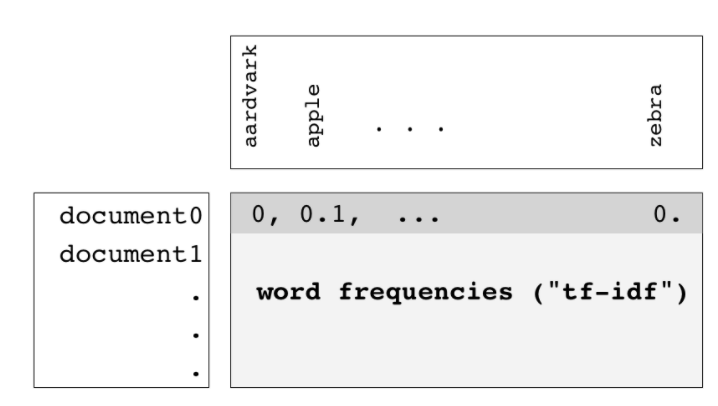 aardvark
apple
. . .
zebra
document0
0, 0.1, ... 0.
document1
.
word frequencies ("tf-idf")
.
.